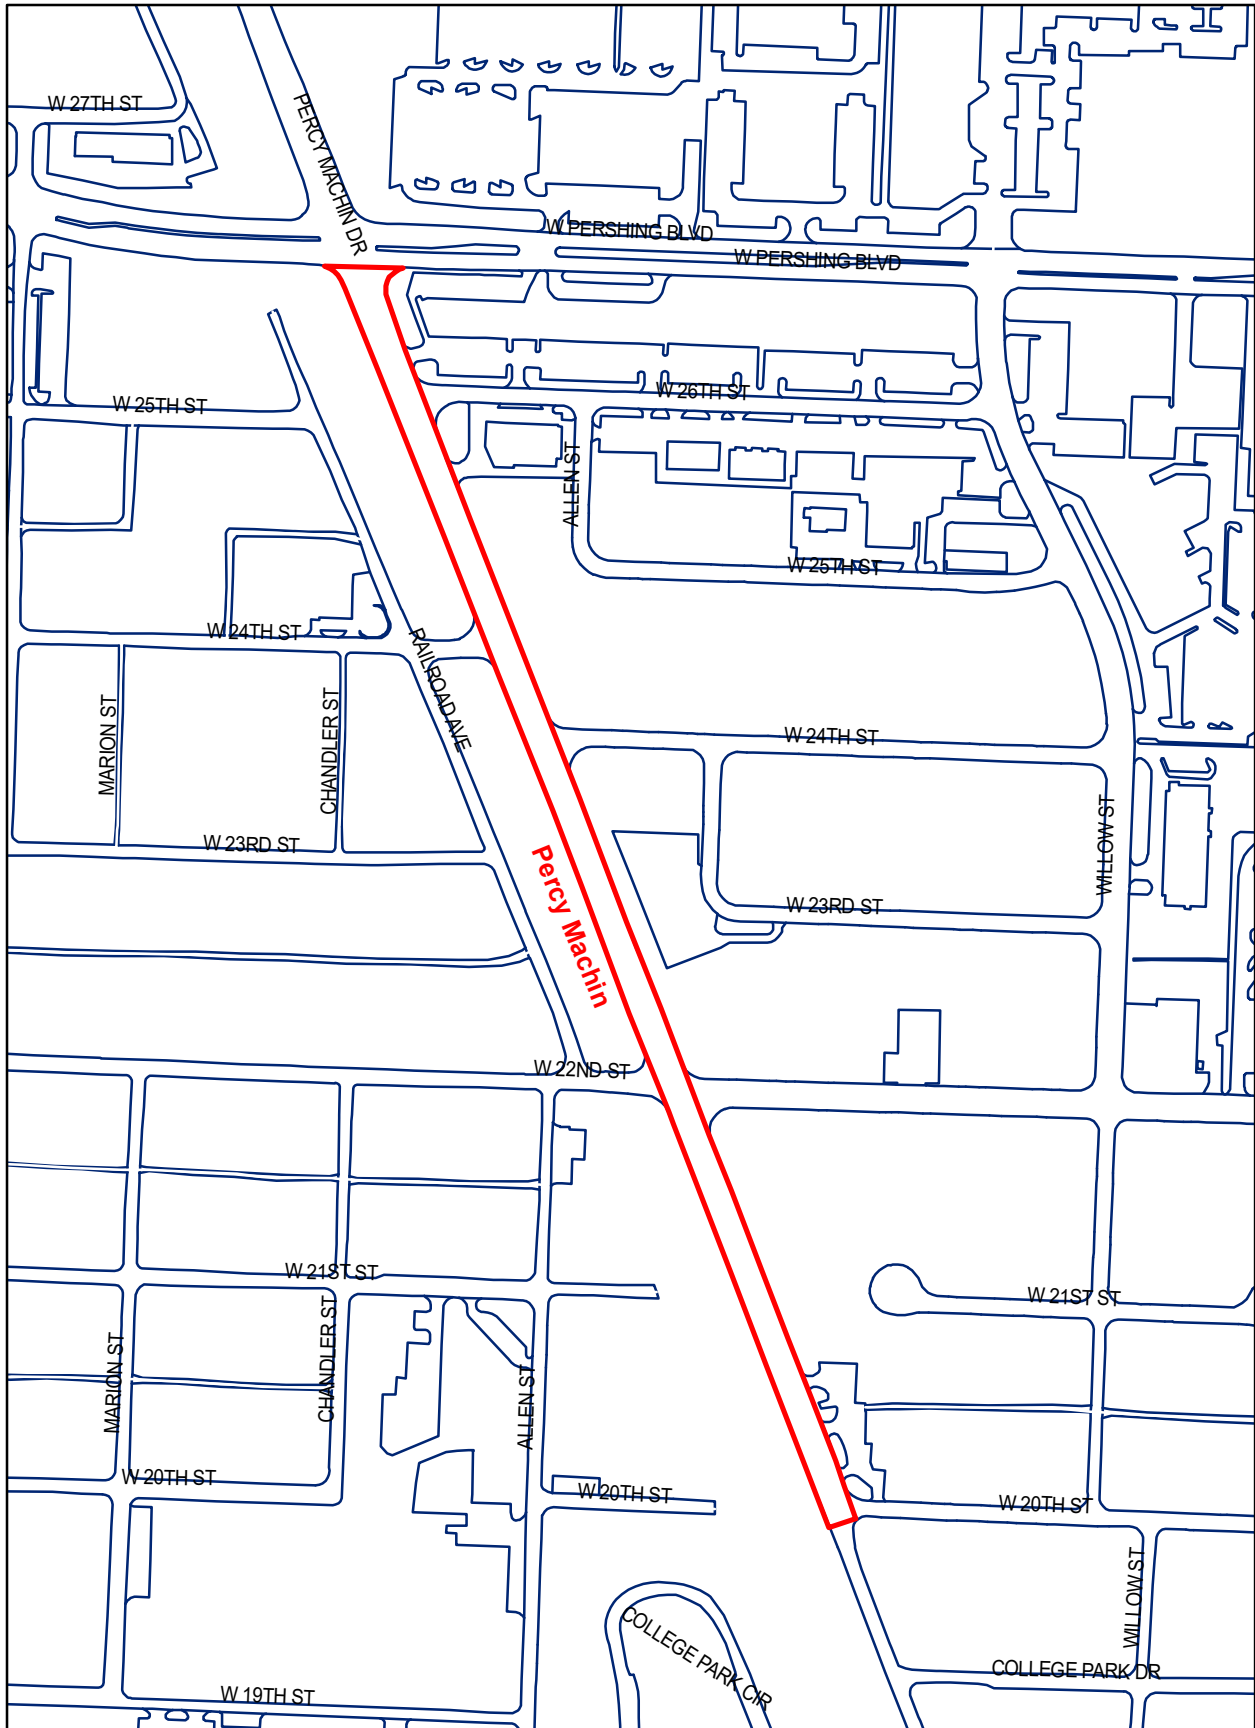 W 27TH ST
PERCY MACHIN DR
W PERSHING BLVD
W PERSHING BLVD
W 26TH ST
W 25TH ST
ALLEN ST
W 25TH ST
W 24TH ST
RAILROAD AVE
MARION ST
CHANDLER ST
W 24TH ST
WILLOW ST
W 23RD ST
Percy Machin
W 23RD ST
W 22ND ST
W 21ST ST
W 21ST ST
MARION ST
CHANDLER ST
ALLEN ST
W 20TH ST
W 20TH ST
W 20TH ST
WILLOW ST
COLLEGE PARK CIR
COLLEGE PARK DR
W 19TH ST